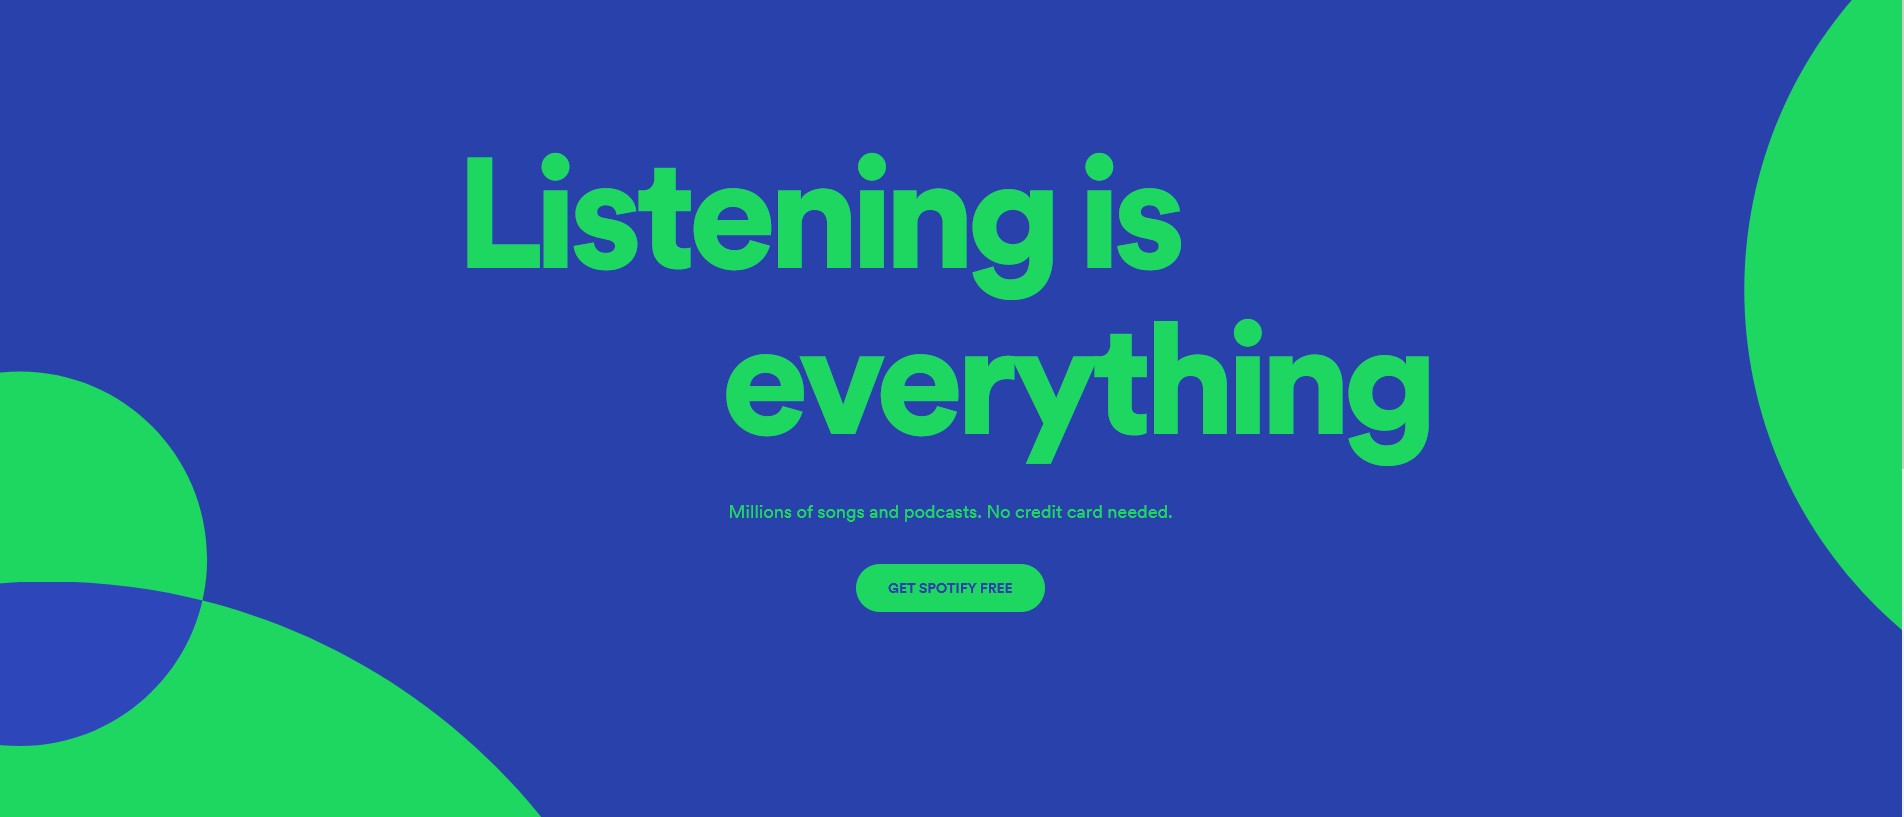 Listening is
everything
Millions of songs and podcasts. No credit card needed.
GET SPOTIFY FREE